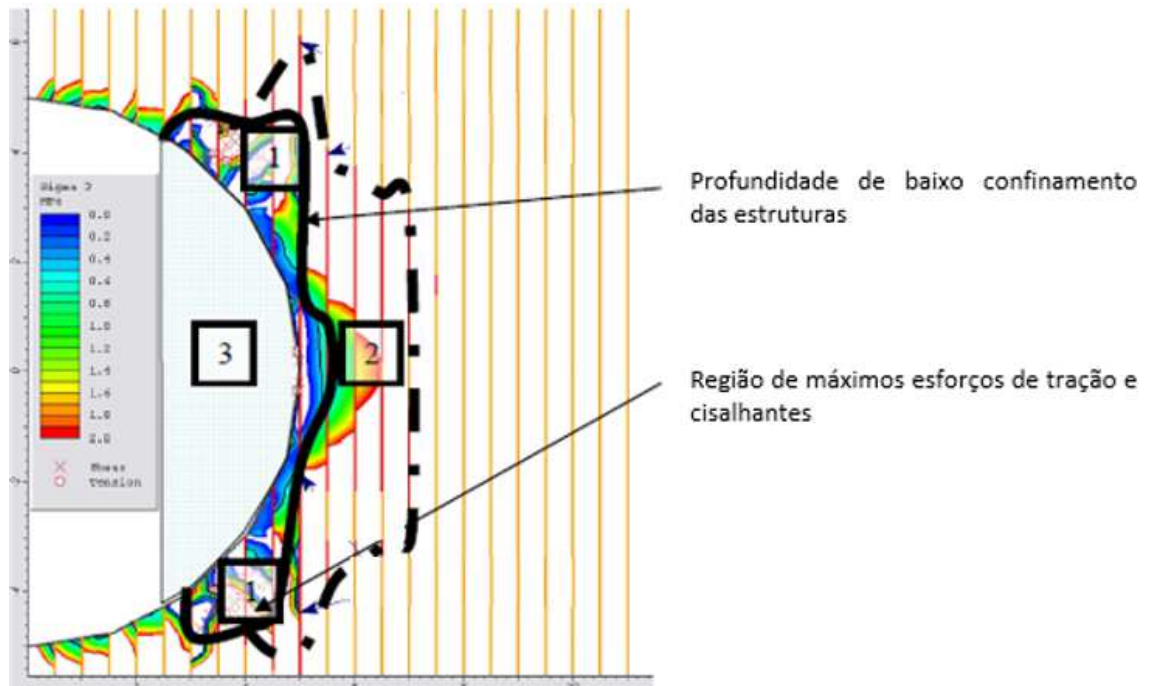 Sigma 3
MPa
0.0
0.2
0.4
0.6
0.8
1.0
1.2
1.4
1.6
1.8
2.0
Shear
Tension
1
2
3
1
Profundidade de baixo confinamento
das estruturas
Região de máximos esforços de tração e
cisalhantes